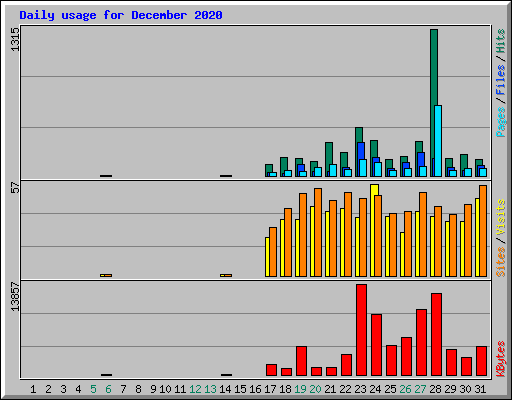 Daily usage for December 2020
1315
Pages/Files/Hits
57
Sites/Visits
13857
KBytes
1 2 3 4 5 6 7 8 9 10 11 12 13 14 15 16 17 18 19 20 21 22 23 24 25 26 27 28 29 30 31